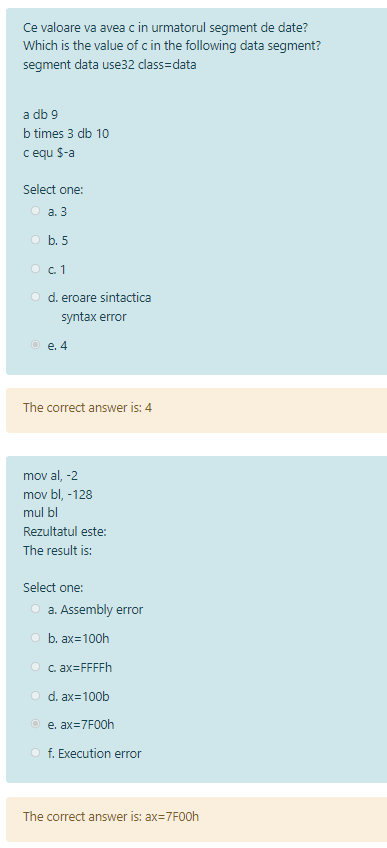 Ce valoare va avea c in urmatorul segment de date?
Which is the value of c in the following data segment?
segment data use32 class=data
a db 9
b times 3 db 10
c equ $-a
Select one:
a. 3
b. 5
c. 1
d. eroare sintactica
syntax error
e. 4
The correct answer is: 4
mov al, -2
mov bl, -128
mul bl
Rezultatul este:
The result is:
Select one:
a. Assembly error
b. ax=100h
c. ax=FFFFh
d. ax=100b
e. ax=7F00h
f. Execution error
The correct answer is: ax=7F00h